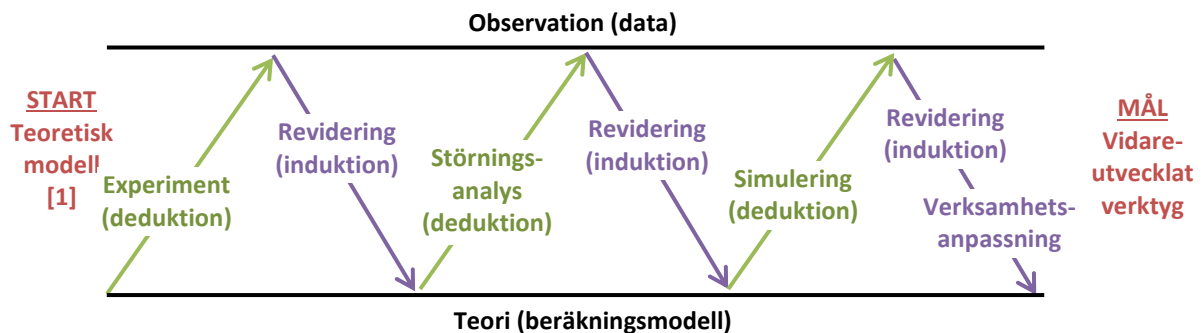 Observation (data)
START
Teoretisk
modell
[1]
Experiment
(deduktion)
Revidering
(induktion)
Störnings-
analys
(deduktion)
Revidering
(induktion)
Simulering
(deduktion)
Revidering
(induktion)
Verksamhets-
anpassning
MÅL
Vidare-
utvecklat
verktyg
Teori (beräkningsmodell)